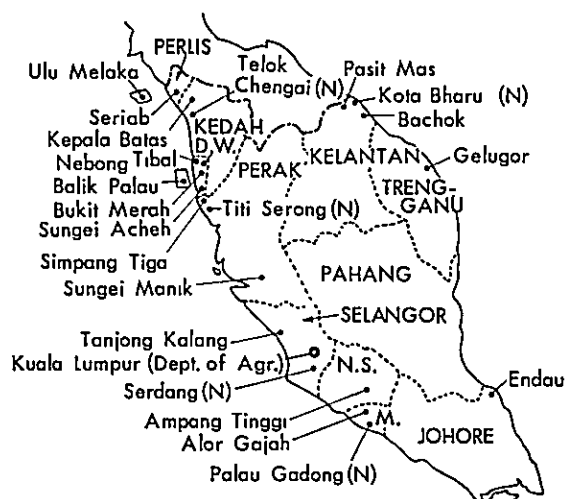 PERLIS
Ulu Melaka
Telok
Chengai (N)
Pasit Mas
Kota Bharu (N)
Bachok
Seriab
Kepala Batas
KEDAH
D.W.
Nebong Tibal
Balik Palau
Bukit Merah
Sungei Acheh
PERAK
KELANTAN
Gelugor
TRENG-
GANU
Titi Serong (N)
Simpang Tiga
Sungei Manik
PAHANG
SELANGOR
Tanjong Kalang
Kuala Lumpur (Dept. of Agr.)
Serdang (N)
N.S.
Endau
Ampang Tinggi
Alor Gajah
M.
JOHORE
Palau Gadong (N)